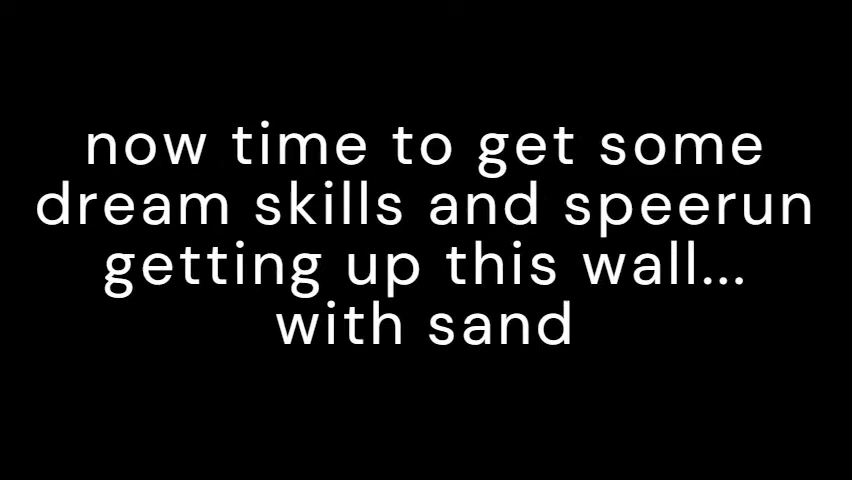 now time to get some
dream skills and speerun
getting up this wall...
with sand